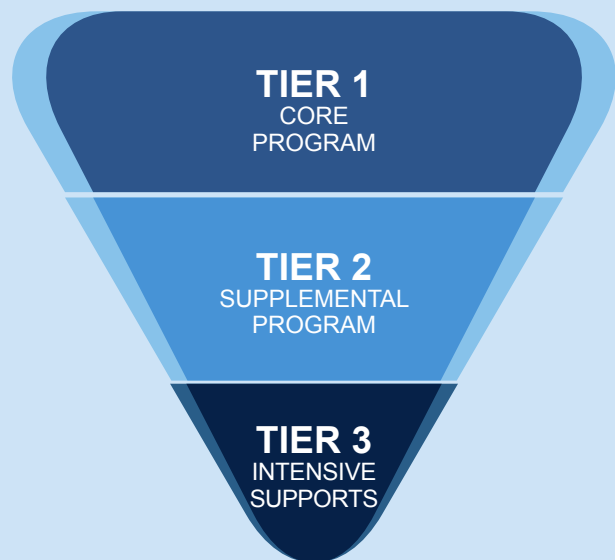 TIER 1
CORE
PROGRAM
TIER 2
SUPPLEMENTAL
PROGRAM
TIER 3
INTENSIVE
SUPPORTS